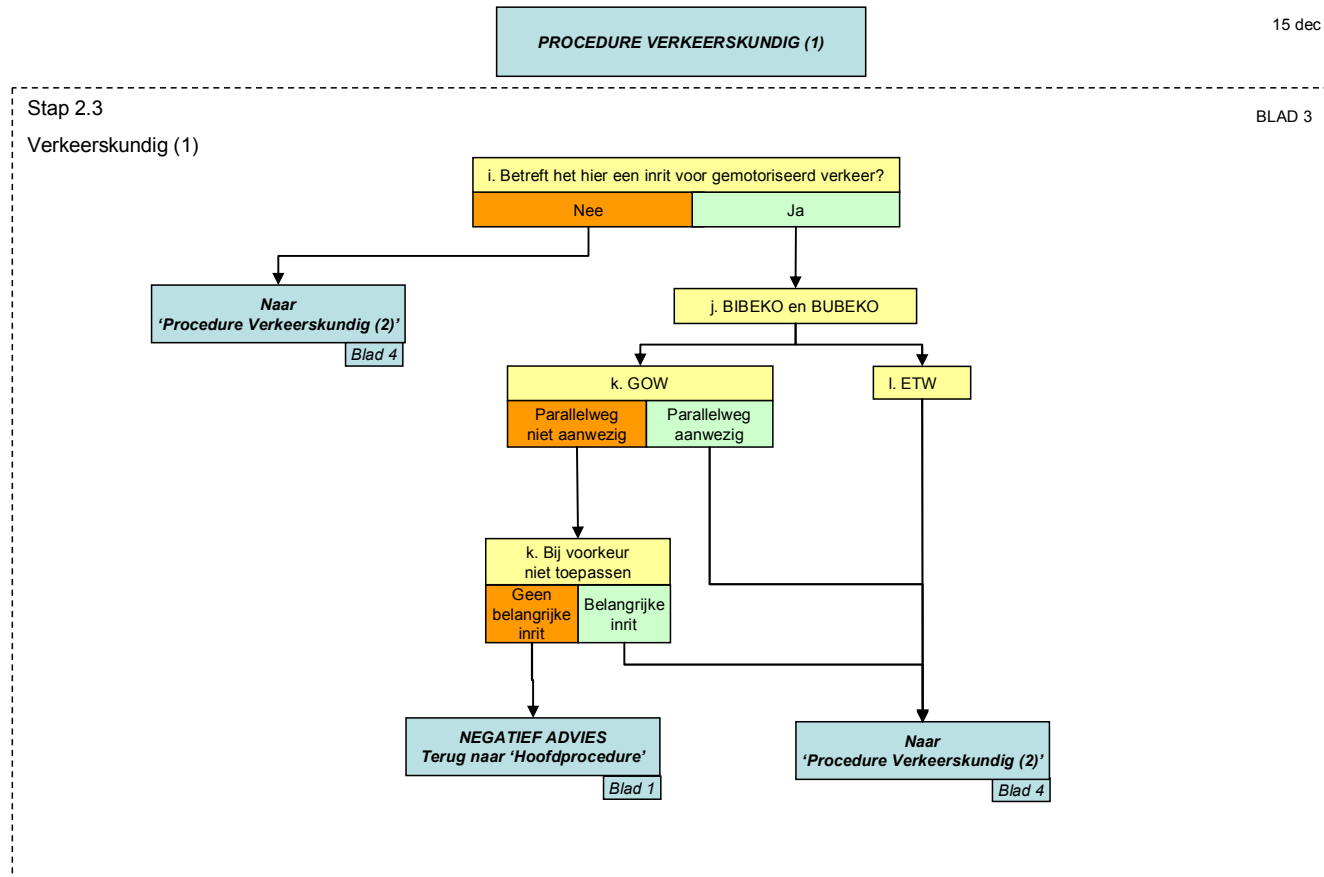 PROCEDURE VERKEERSKUNDIG (1)
15 dec
Stap 2.3
BLAD 3
Verkeerskundig (1)
i. Betreft het hier een inrit voor gemotoriseerd verkeer?
Nee
Ja
Naar
‘Procedure Verkeerskundig (2)’
Blad 4
j. BIBEKO en BUBEKO
k. GOW
l. ETW
Parallelweg
niet aanwezig
Parallelweg
aanwezig
k. Bij voorkeur
niet toepassen
Geen
belangrijke
inrit
Belangrijke
inrit
NEGATIEF ADVIES
Terug naar ‘Hoofdprocedure’
Blad 1
Naar
‘Procedure Verkeerskundig (2)’
Blad 4